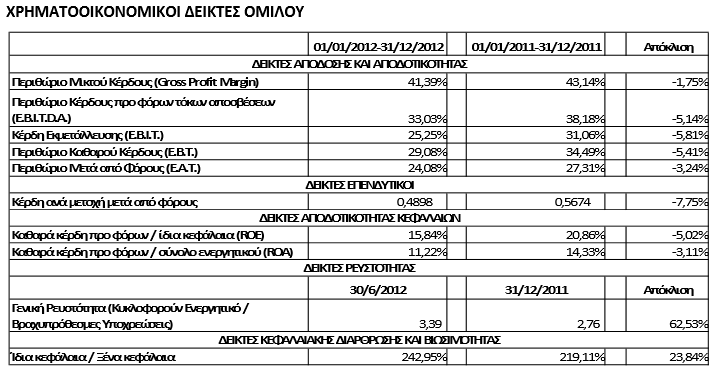 ΧΡΗΜΑΤΟΟΙΚΟΝΟΜΙΚΟΙ ΔΕΙΚΤΕΣ ΟΜΙΛΟΥ
01/01/2012-31/12/2012 01/01/2011-31/12/2011 Απόκλιση
ΔΕΙΚΤΕΣ ΑΠΟΔΟΣΗΣ ΚΑΙ ΑΠΟΔΟΤΙΚΟΤΗΤΑΣ
Περιθώριο Μικτού Κέρδους (Gross Profit Margin) 41,39% 43,14% -1,75%
Περιθώριο Κέρδους προ φόρων τόκων αποσβέσεων
(E.B.I.T.D.A.) 33,03% 38,18% -5,14%
Κέρδη Εκμετάλλευσης (E.B.I.T.) 25,25% 31,06% -5,81%
Περιθώριο Καθαρού Κέρδους (E.B.T.) 29,08% 34,49% -5,41%
Περιθώριο Μετά από Φόρους (E.A.T.) 24,08% 27,31% -3,24%
ΔΕΙΚΤΕΣ ΕΠΕΝΔΥΤΙΚΟΙ
Κέρδη ανά μετοχή μετά από φόρους 0,4898 0,5674 -7,75%
ΔΕΙΚΤΕΣ ΑΠΟΔΟΤΙΚΟΤΗΤΑΣ ΚΕΦΑΛΑΙΩΝ
Καθαρά κέρδη προ φόρων / ίδια κεφάλαια (ROE) 15,84% 20,86% -5,02%
Καθαρά κέρδη προ φόρων / σύνολο ενεργητικού (ROA) 11,22% 14,33% -3,11%
ΔΕΙΚΤΕΣ ΡΕΥΣΤΟΤΗΤΑΣ
30/6/2012 31/12/2011 Απόκλιση
Γενική Ρευστότητα (Κυκλοφορούν Ενεργητικό /
Βραχυπρόθεσμες Υποχρεώσεις) 3,39 2,76 62,53%
ΔΕΙΚΤΕΣ ΚΕΦΑΛΑΙΑΚΗΣ ΔΙΑΡΘΡΩΣΗΣ ΚΑΙ ΒΙΩΣΙΜΟΤΗΤΑΣ
Ίδια κεφάλαια / Ξένα κεφάλαια 242,95% 219,11% 23,84%